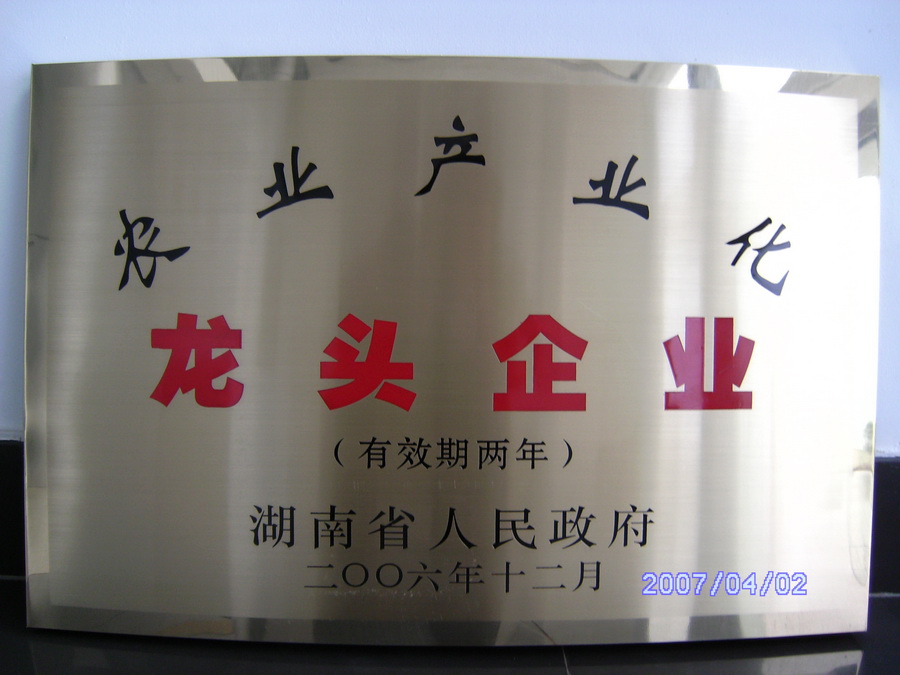 农业产业化
龙头企业
（有效期两年）
湖南省人民政府
二〇〇六年十二月
2007/04/02